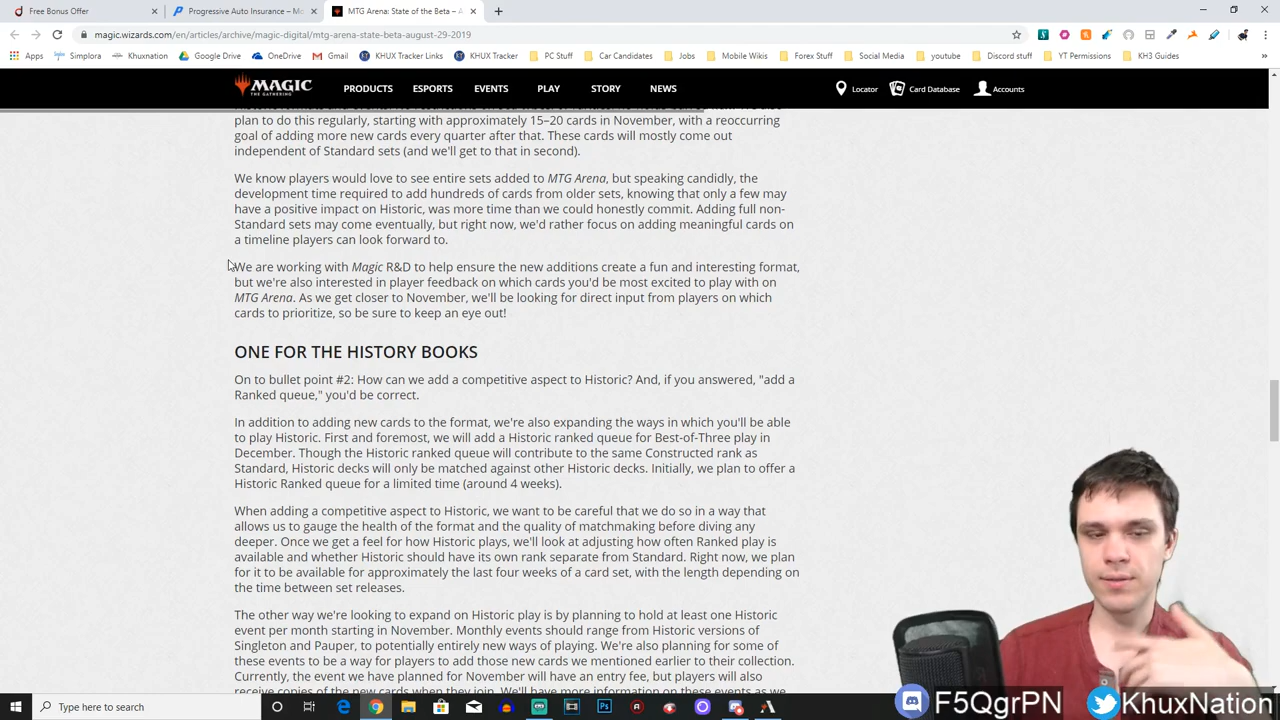 Free Bonus Offer
Progressive Auto Insurance – Mo
MTG Arena: State of the Beta – A
magic.wizards.com/en/articles/archive/magic-digital/mtg-arena-state-beta-august-29-2019
Apps Simplora Khuxnation Google Drive OneDrive Gmail KHUX Tracker Links KHUX Tracker PC Stuff Car Candidates Jobs Mobile Wikis Forex Stuff Social Media youtube Discord stuff YT Permissions KH3 Guides
MAGIC
THE GATHERING
PRODUCTS ESPORTS EVENTS PLAY STORY NEWS Locator Card Database Accounts
plan to do this regularly, starting with approximately 15–20 cards in November, with a reoccurring
goal of adding more new cards every quarter after that. These cards will mostly come out
independent of Standard sets (and we'll get to that in second).
We know players would love to see entire sets added to MTG Arena, but speaking candidly, the
development time required to add hundreds of cards from older sets, knowing that only a few may
have a positive impact on Historic, was more time than we could honestly commit. Adding full non-
Standard sets may come eventually, but right now, we'd rather focus on adding meaningful cards on
a timeline players can look forward to.
We are working with Magic R&D to help ensure the new additions create a fun and interesting format,
but we're also interested in player feedback on which cards you'd be most excited to play with on
MTG Arena. As we get closer to November, we'll be looking for direct input from players on which
cards to prioritize, so be sure to keep an eye out!
ONE FOR THE HISTORY BOOKS
On to bullet point #2: How can we add a competitive aspect to Historic? And, if you answered, "add a
Ranked queue," you'd be correct.
In addition to adding new cards to the format, we're also expanding the ways in which you'll be able
to play Historic. First and foremost, we will add a Historic ranked queue for Best-of-Three play in
December. Though the Historic ranked queue will contribute to the same Constructed rank as
Standard, Historic decks will only be matched against other Historic decks. Initially, we plan to offer a
Historic Ranked queue for a limited time (around 4 weeks).
When adding a competitive aspect to Historic, we want to be careful that we do so in a way that
allows us to gauge the health of the format and the quality of matchmaking before diving any
deeper. Once we get a feel for how Historic plays, we'll look at adjusting how often Ranked play is
available and whether Historic should have its own rank separate from Standard. Right now, we plan
for it to be available for approximately the last four weeks of a card set, with the length depending on
the time between set releases.
The other way we're looking to expand on Historic play is by planning to hold at least one Historic
event per month starting in November. Monthly events should range from Historic versions of
Singleton and Pauper, to potentially entirely new ways of playing. We're also planning for some of
these events to be a way for players to add those new cards we mentioned earlier to their collection.
Currently, the event we have planned for November will have an entry fee, but players will also
receive copies of the new cards when they join. We'll have more information on these events as we
F5QgrPN KhuxNation
Type here to search